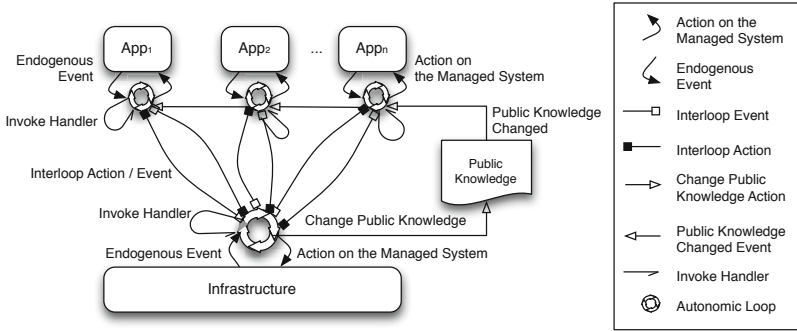 App1
App2
...
Appn
Endogenous
Event
Action on
the Managed System
Invoke Handler
Public Knowledge
Changed
Public
Knowledge
Interloop Action / Event
Invoke Handler
Change Public Knowledge
Endogenous Event
Action on the Managed System
Infrastructure
Action on the
Managed System
Endogenous
Event
Interloop Event
Interloop Action
Change Public
Knowledge Action
Public Knowledge
Changed Event
Invoke Handler
Autonomic Loop